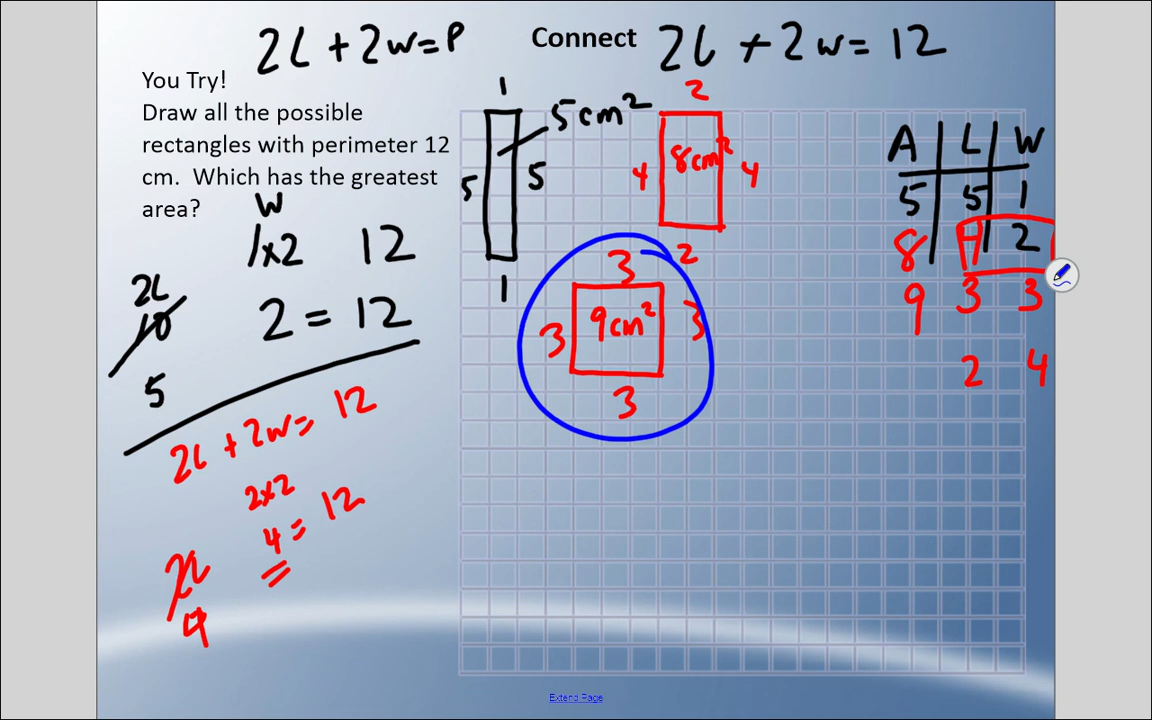 2L + 2w = P
Connect
2L + 2w = 12
You Try!
Draw all the possible
rectangles with perimeter 12
cm. Which has the greatest
area?
W
1x2 12
2 = 12
2L
10
5
2L + 2w = 12
2x2
4 = 12
2L
4
1
5 5
1
5cm²
2
4 8cm² 4
2
3
3 9cm² 3
3
A L W
5 5 1
8 4 2
9 3 3
2 4
Extend Page